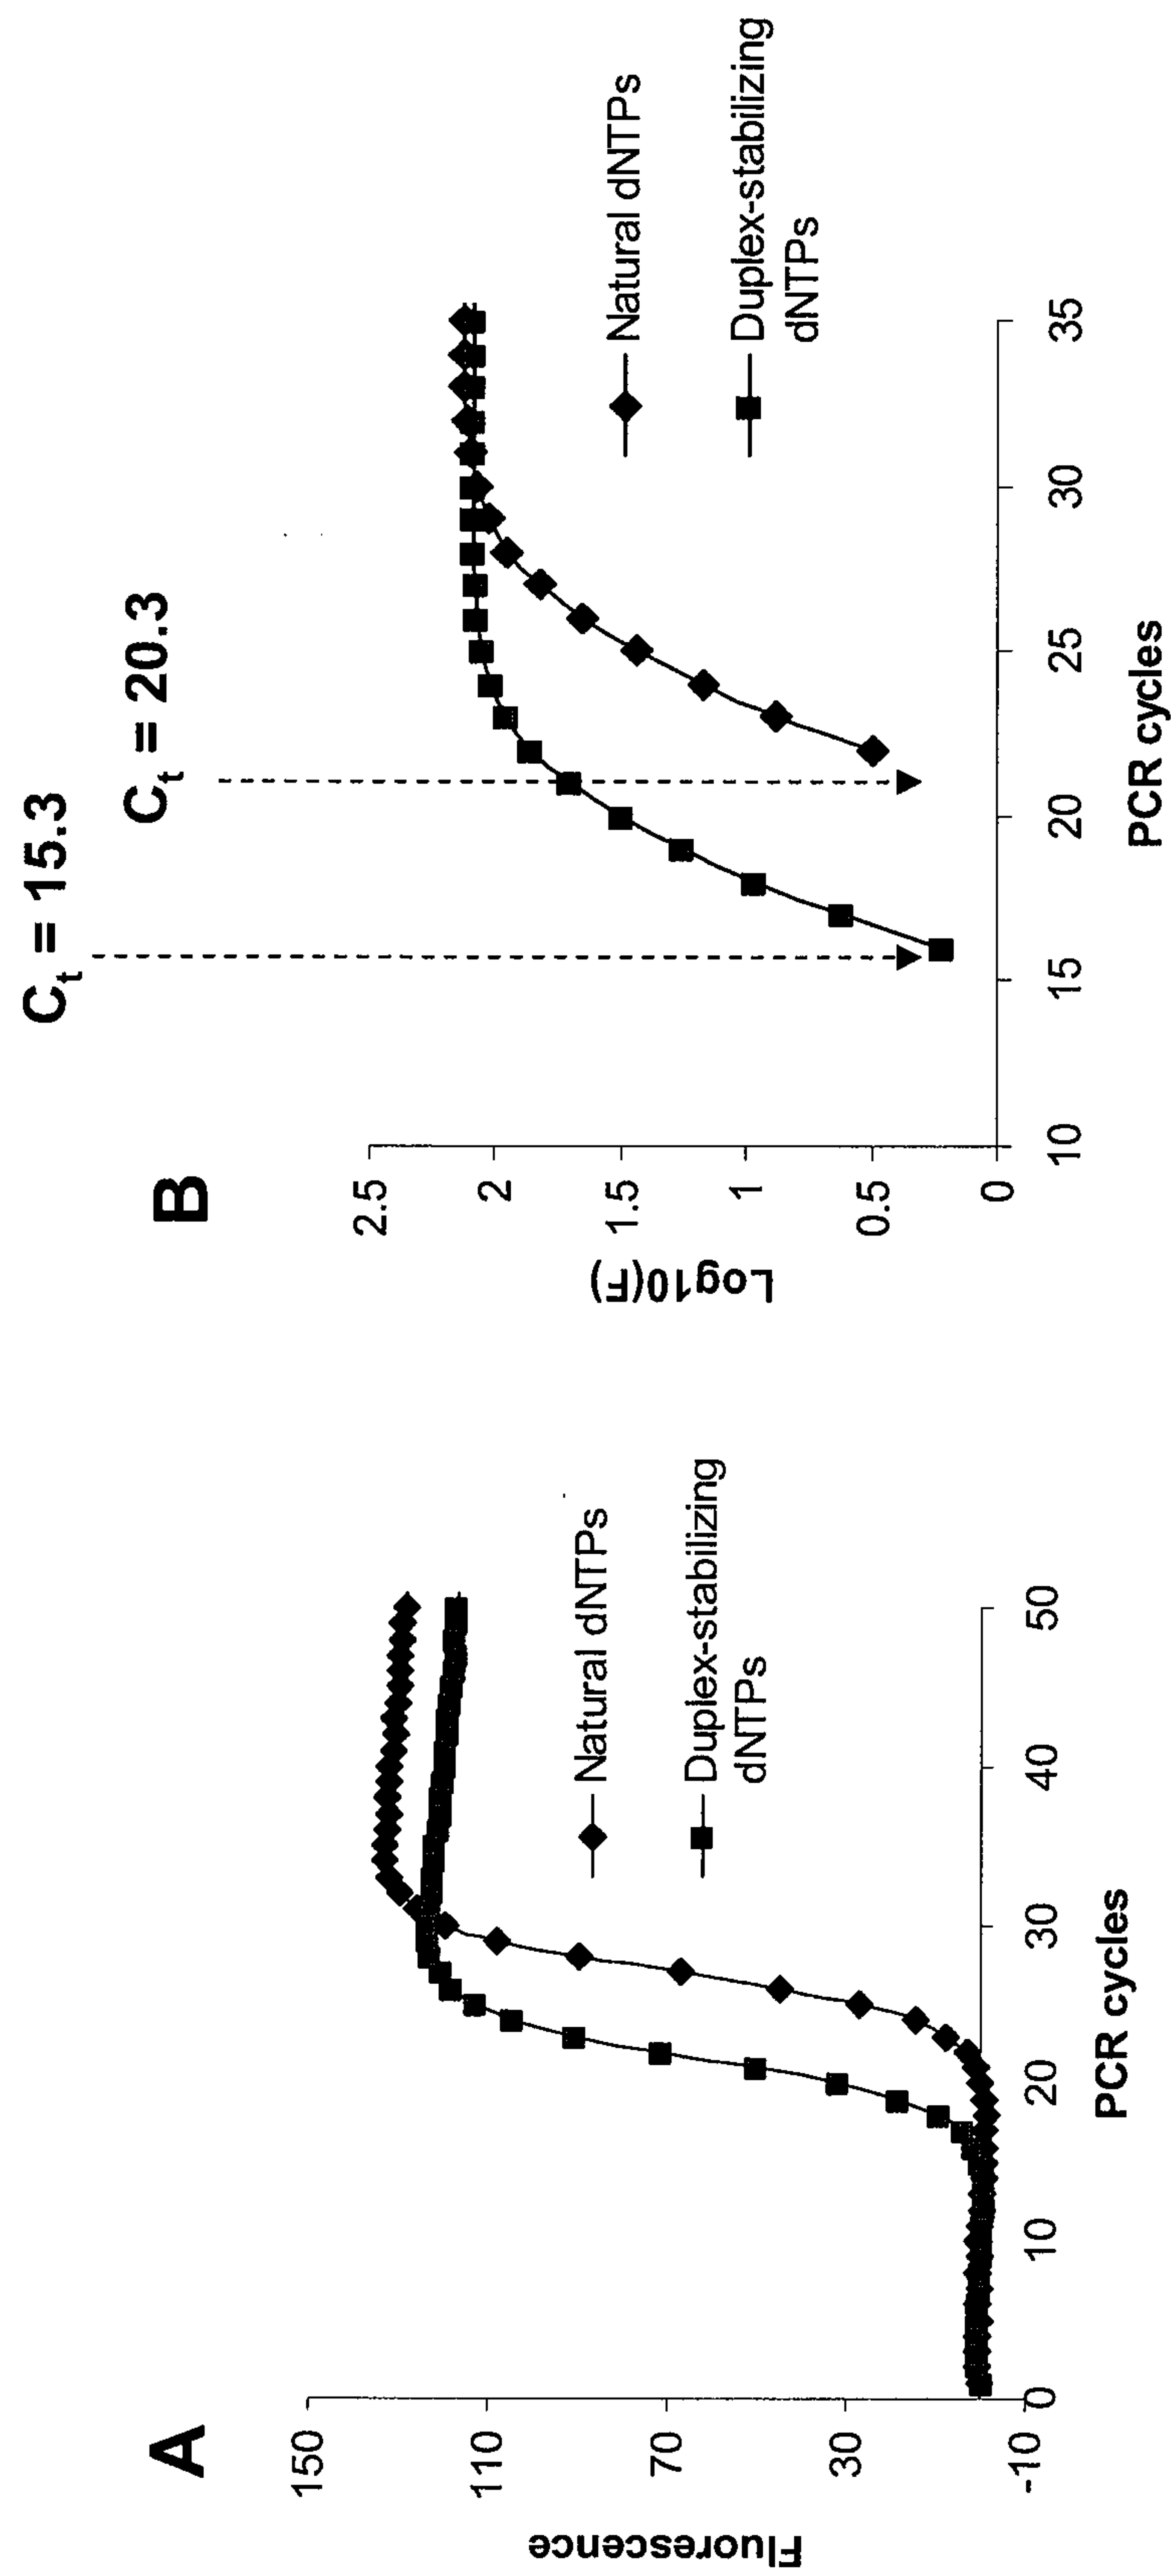 A
Fluorescence
150
110
70
30
-10
0
10
20
30
40
50
PCR cycles
Natural dNTPs
Duplex-stabilizing
dNTPs
B
C_t = 15.3
C_t = 20.3
Log10(F)
2.5
2
1.5
1
0.5
0
10
15
20
25
30
35
PCR cycles
Natural dNTPs
Duplex-stabilizing
dNTPs